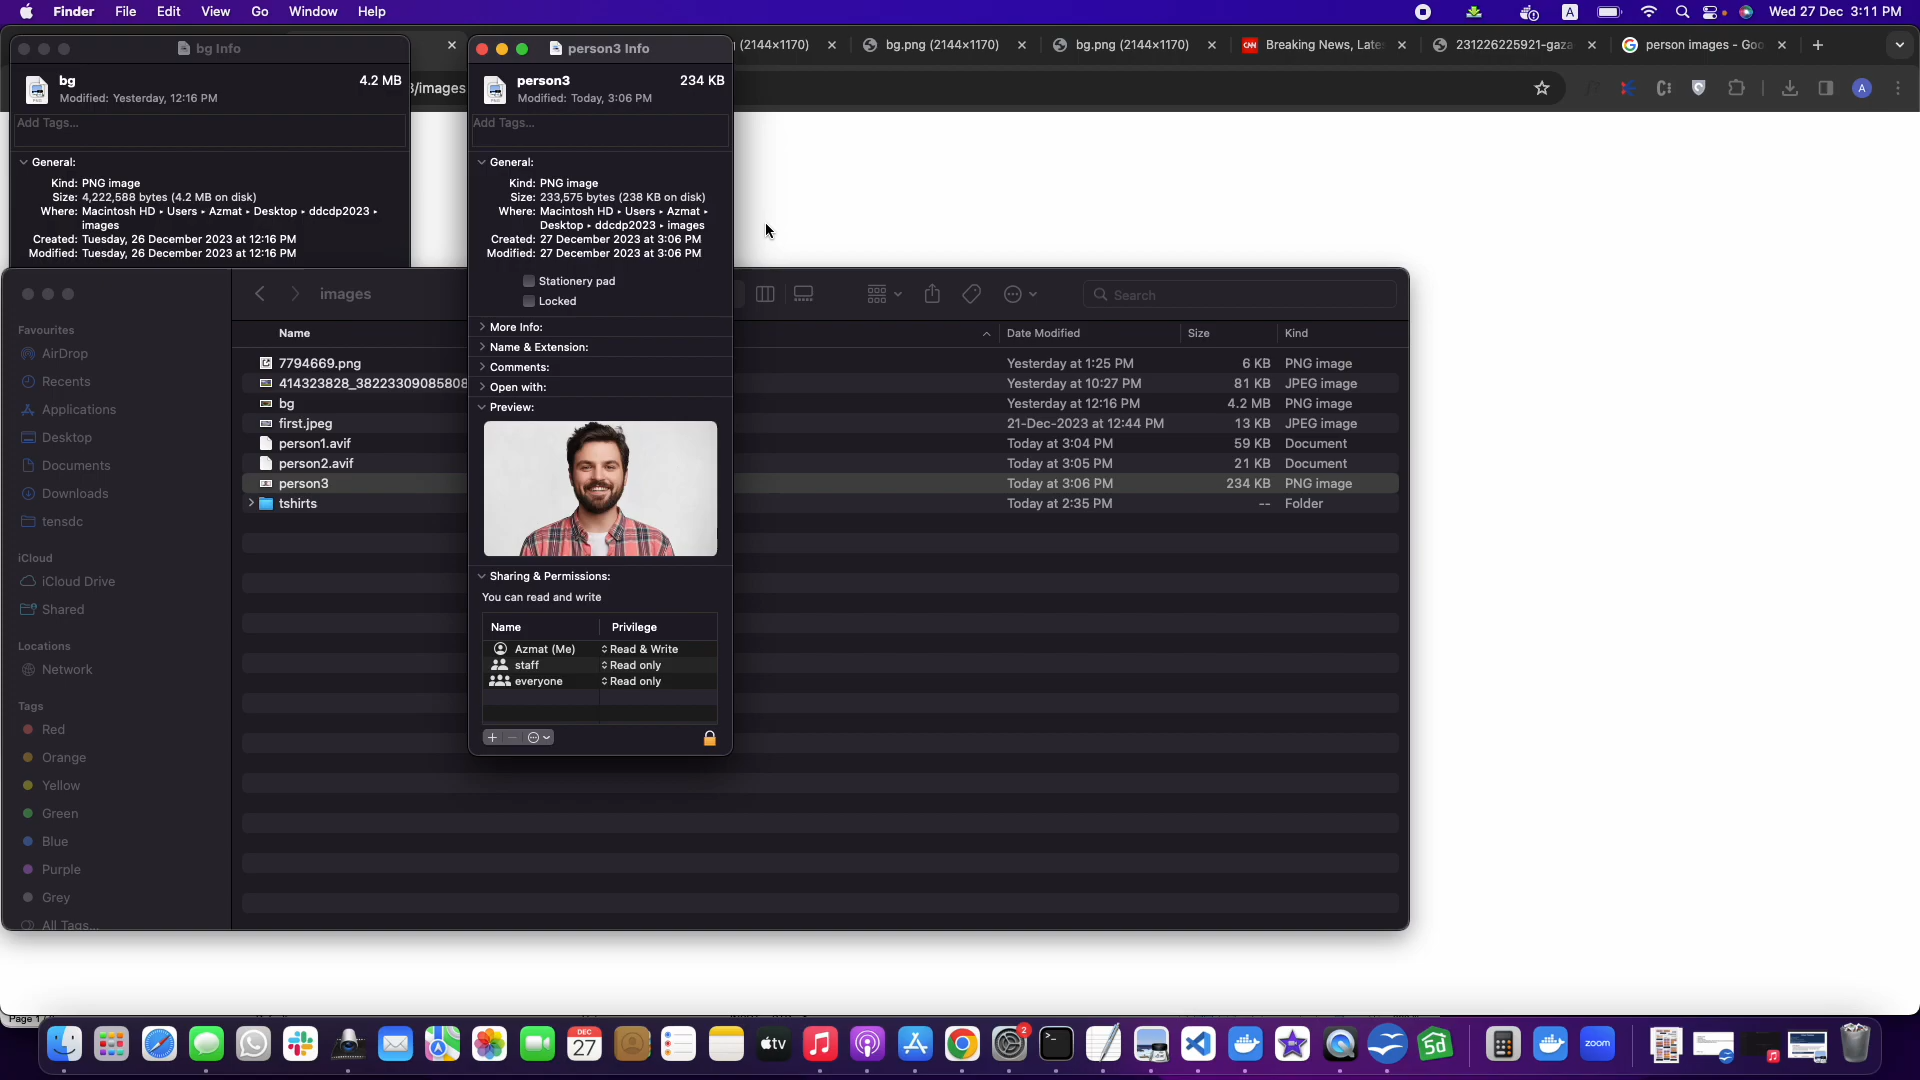 Finder File Edit View Go Window Help
A Wed 27 Dec 3:11 PM
bg Info
person3 Info
(2144×1170)
bg.png (2144×1170)
bg.png (2144×1170)
CNN Breaking News, Late
231226225921-gaza
person images - Goo
/images
A
bg 4.2 MB
Modified: Yesterday, 12:16 PM
Add Tags...
General:
Kind: PNG image
Size: 4,222,588 bytes (4.2 MB on disk)
Where: Macintosh HD ▸ Users ▸ Azmat ▸ Desktop ▸ ddcdp2023 ▸
images
Created: Tuesday, 26 December 2023 at 12:16 PM
Modified: Tuesday, 26 December 2023 at 12:16 PM
person3 234 KB
Modified: Today, 3:06 PM
Add Tags...
General:
Kind: PNG image
Size: 233,575 bytes (238 KB on disk)
Where: Macintosh HD ▸ Users ▸ Azmat ▸
Desktop ▸ ddcdp2023 ▸ images
Created: 27 December 2023 at 3:06 PM
Modified: 27 December 2023 at 3:06 PM
Stationery pad
Locked
More Info:
Name & Extension:
Comments:
Open with:
Preview:
Sharing & Permissions:
You can read and write
Name Privilege
Azmat (Me) Read & Write
staff Read only
everyone Read only
images
Search
Favourites
AirDrop
Recents
Applications
Desktop
Documents
Downloads
tensdc
iCloud
iCloud Drive
Shared
Locations
Network
Tags
Red
Orange
Yellow
Green
Blue
Purple
Grey
All Tags...
Name Date Modified Size Kind
7794669.png Yesterday at 1:25 PM 6 KB PNG image
414323828_38223309085808 Yesterday at 10:27 PM 81 KB JPEG image
bg Yesterday at 12:16 PM 4.2 MB PNG image
first.jpeg 21-Dec-2023 at 12:44 PM 13 KB JPEG image
person1.avif Today at 3:04 PM 59 KB Document
person2.avif Today at 3:05 PM 21 KB Document
person3 Today at 3:06 PM 234 KB PNG image
tshirts Today at 2:35 PM -- Folder
Page 1
DEC
27
tv
2
5d
zoom